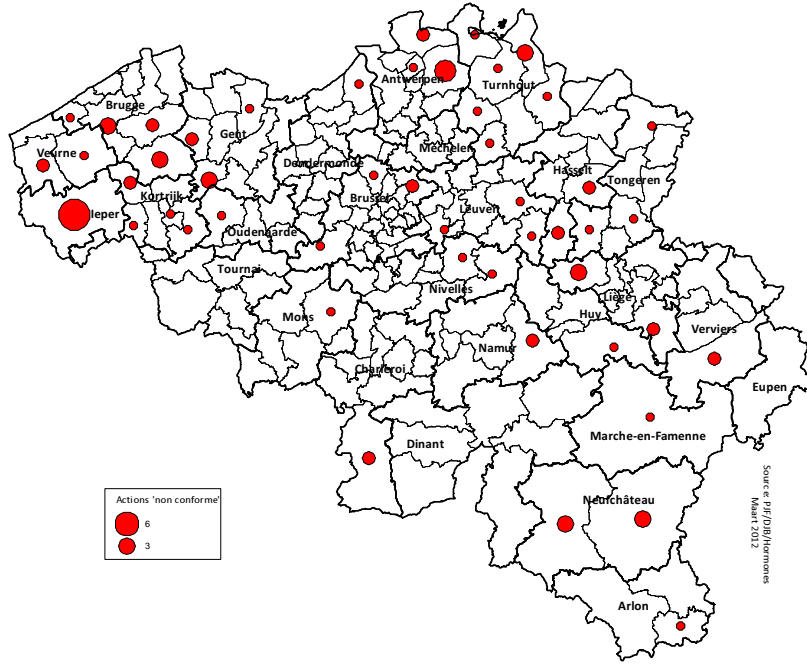 Antwerpen
Turnhout
Brugge
Gent
Mechelen
Veurne
Dendermonde
Hasselt
Tongeren
Kortrijk
Brussel
Leuven
Ieper
Oudenaarde
Tournai
Nivelles
Liège
Huy
Mons
Verviers
Namur
Charleroi
Eupen
Marche-en-Famenne
Dinant
Neufchâteau
Arlon
Actions 'non conforme'
6
3
Source: PJF/DJB/Hormones
Maart 2012